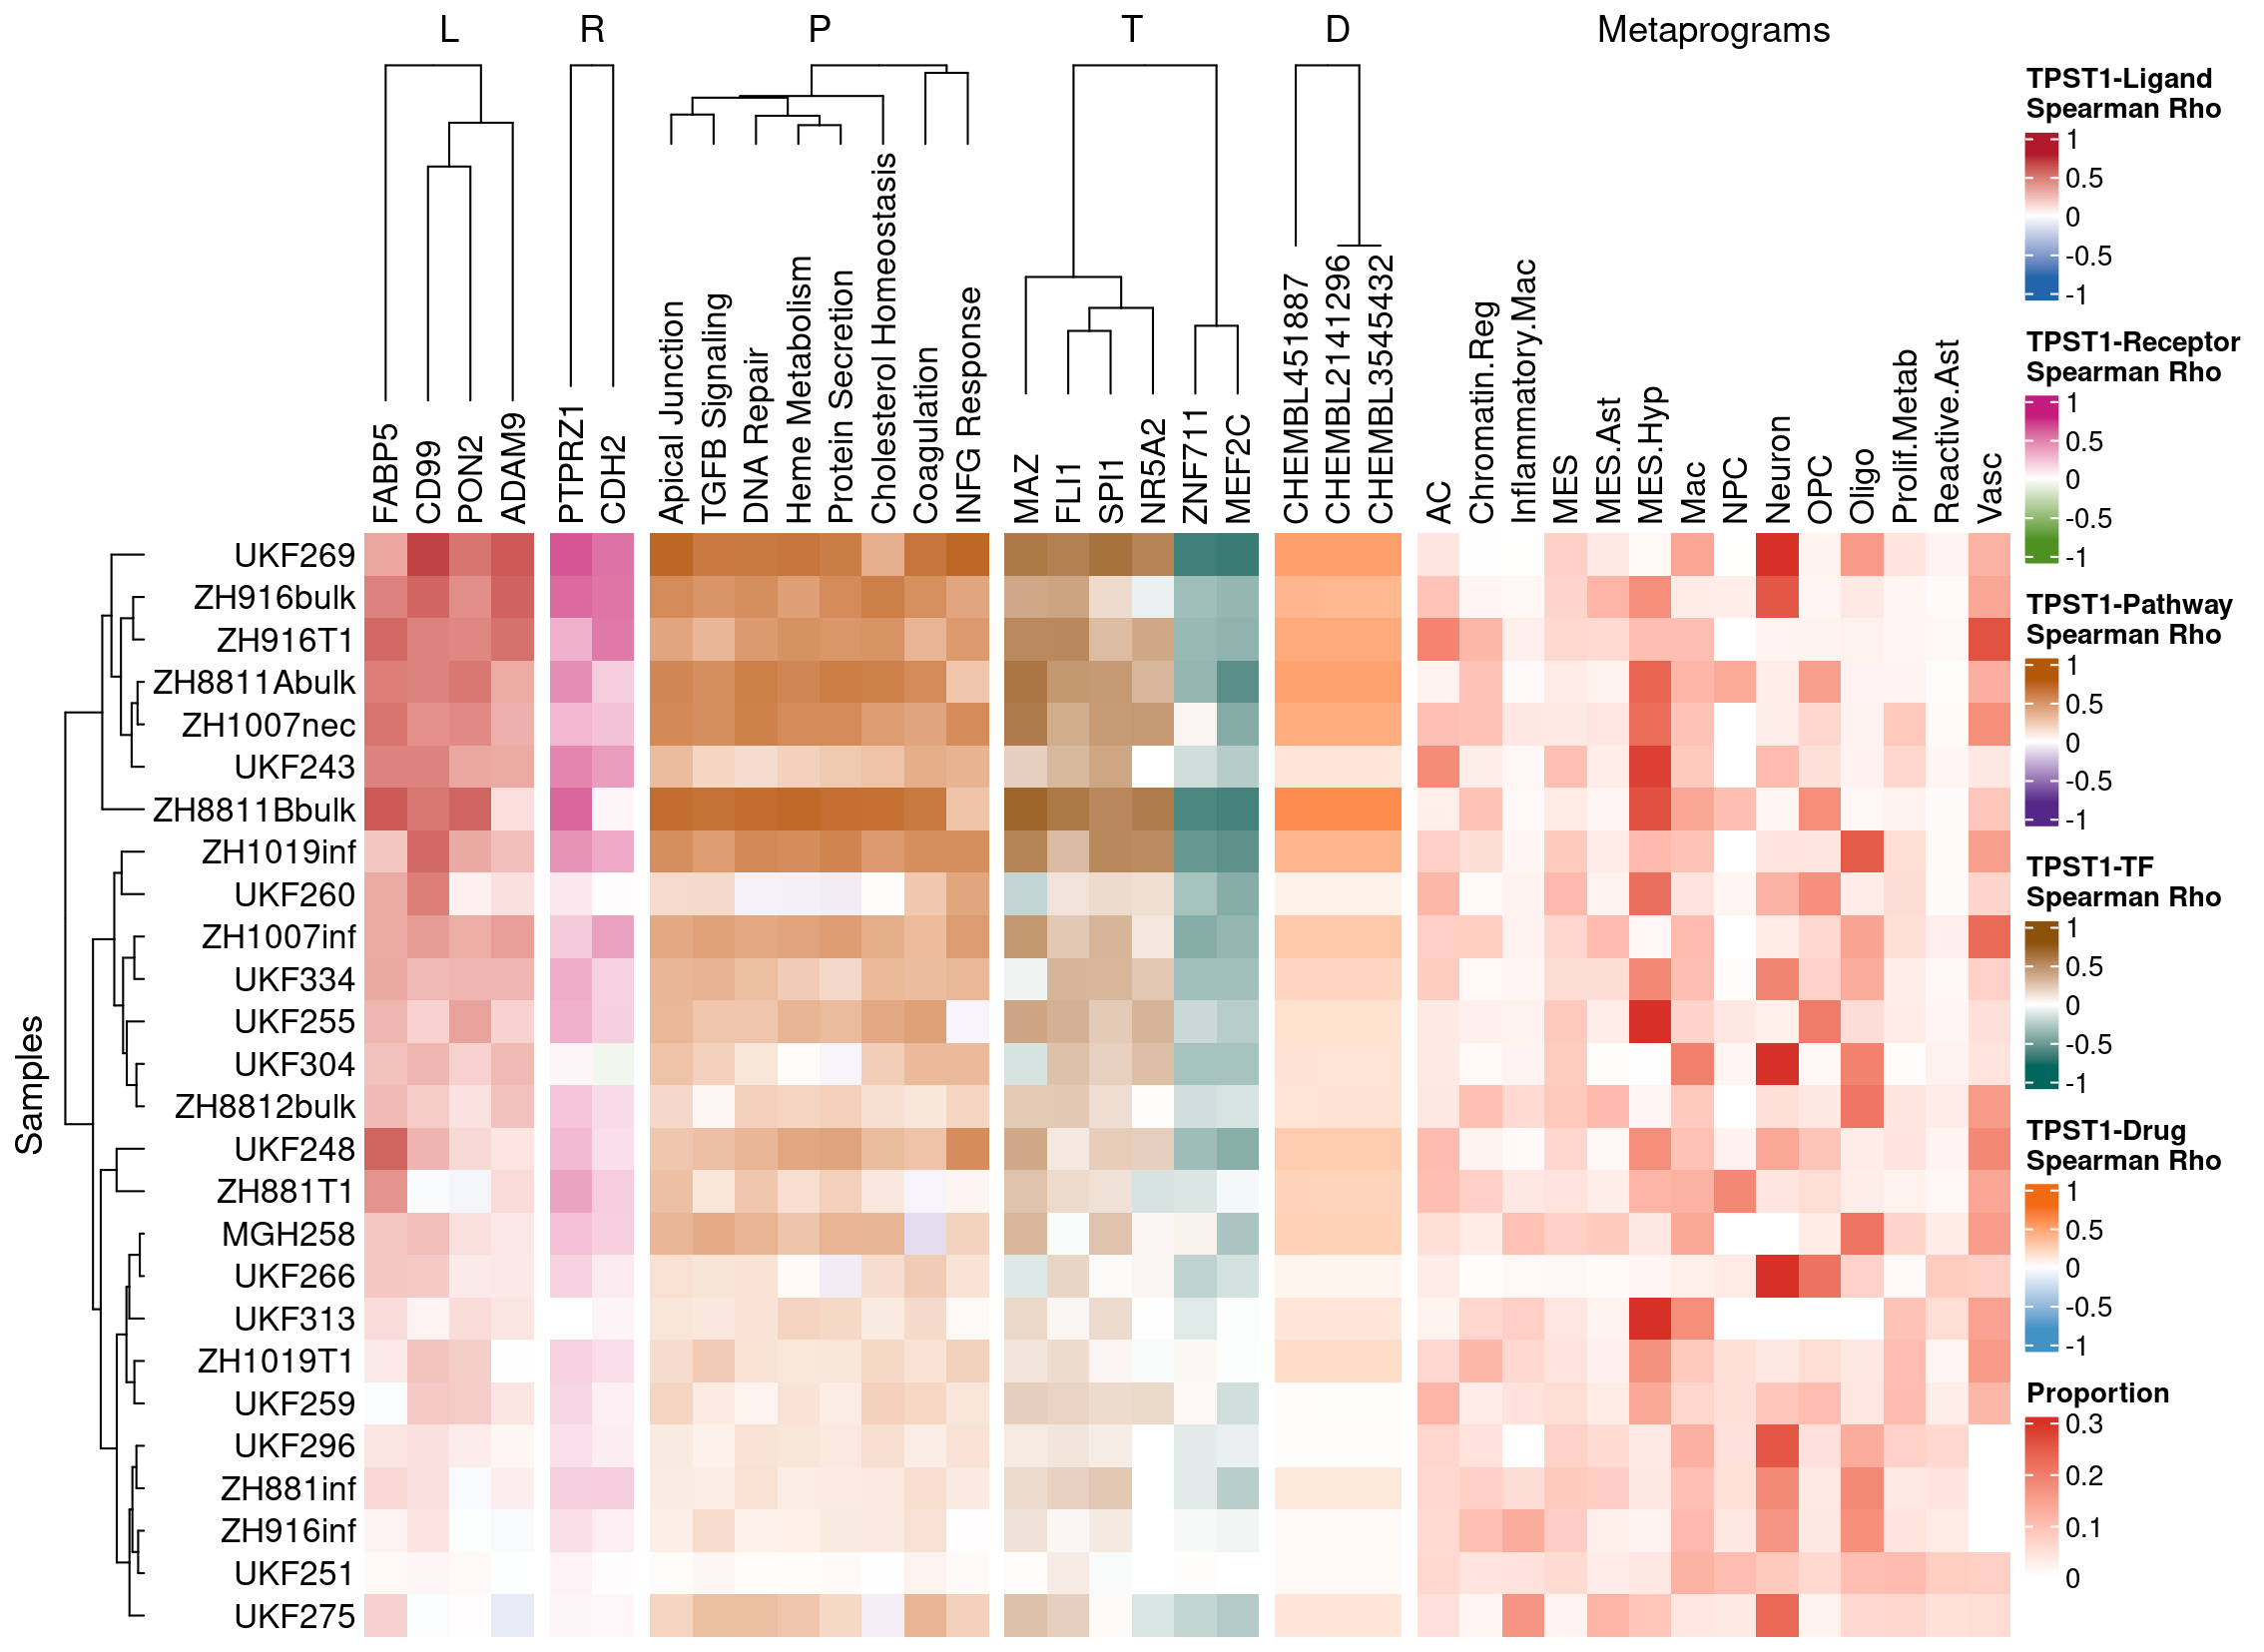 L R P T D Metaprograms
FABP5
CD99
PON2
ADAM9
PTPRZ1
CDH2
Apical Junction
TGFB Signaling
DNA Repair
Heme Metabolism
Protein Secretion
Cholesterol Homeostasis
Coagulation
INFG Response
MAZ
FLI1
SPI1
NR5A2
ZNF711
MEF2C
CHEMBL451887
CHEMBL2141296
CHEMBL3545432
AC
Chromatin.Reg
Inflammatory.Mac
MES
MES.Ast
MES.Hyp
Mac
NPC
Neuron
OPC
Oligo
Prolif.Metab
Reactive.Ast
Vasc
Samples
UKF269
ZH916bulk
ZH916T1
ZH8811Abulk
ZH1007nec
UKF243
ZH8811Bbulk
ZH1019inf
UKF260
ZH1007inf
UKF334
UKF255
UKF304
ZH8812bulk
UKF248
ZH881T1
MGH258
UKF266
UKF313
ZH1019T1
UKF259
UKF296
ZH881inf
ZH916inf
UKF251
UKF275
TPST1-Ligand
Spearman Rho
1
0.5
0
-0.5
-1
TPST1-Receptor
Spearman Rho
1
0.5
0
-0.5
-1
TPST1-Pathway
Spearman Rho
1
0.5
0
-0.5
-1
TPST1-TF
Spearman Rho
1
0.5
0
-0.5
-1
TPST1-Drug
Spearman Rho
1
0.5
0
-0.5
-1
Proportion
0.3
0.2
0.1
0